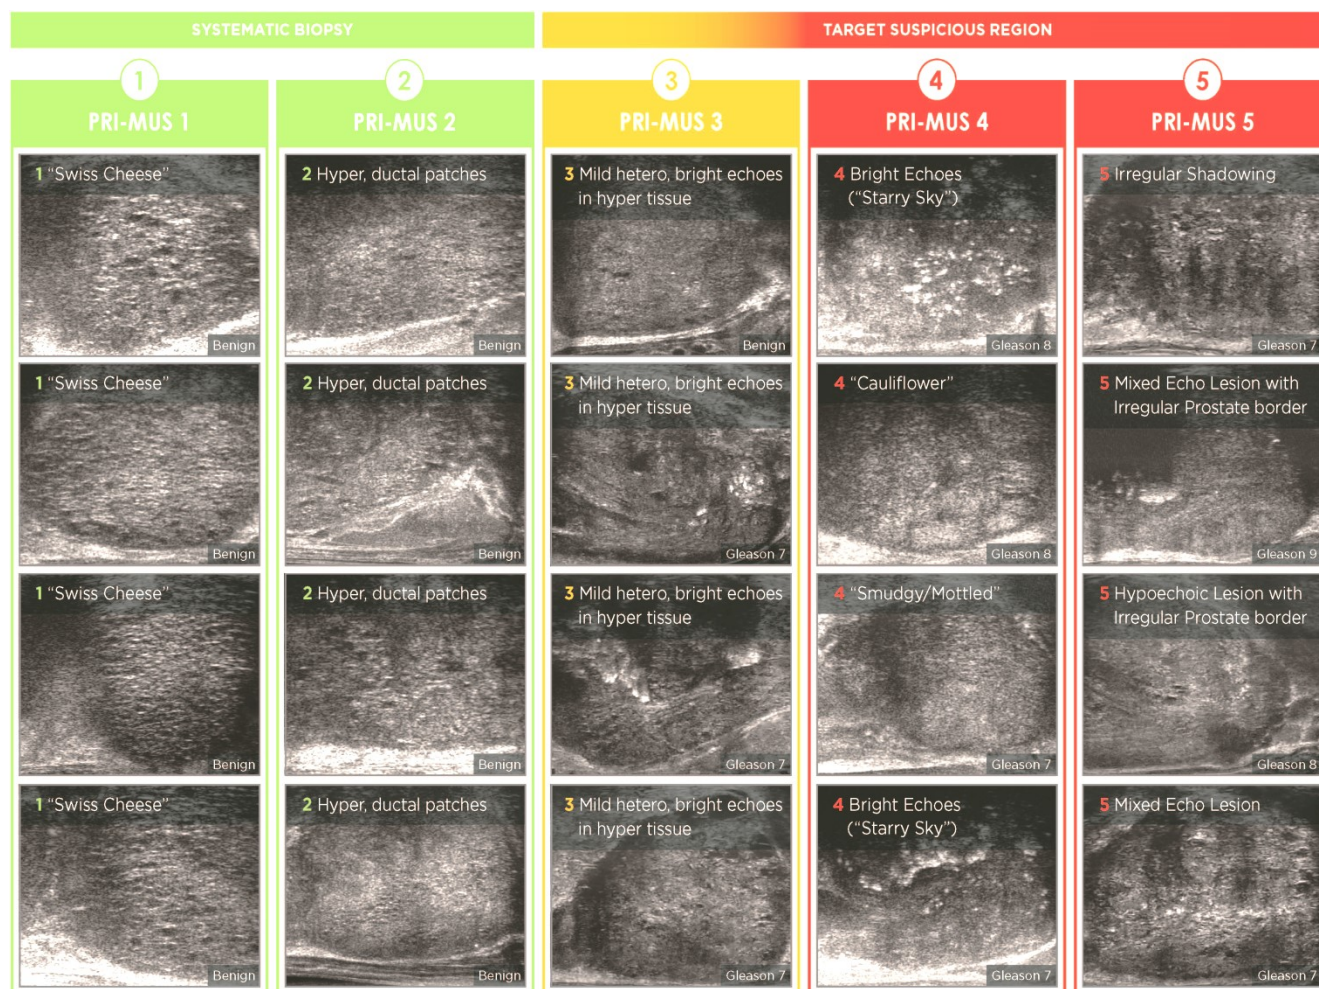 SYSTEMATIC BIOPSY
TARGET SUSPICIOUS REGION
1
2
3
4
5
PRI-MUS 1
PRI-MUS 2
PRI-MUS 3
PRI-MUS 4
PRI-MUS 5
1 “Swiss Cheese”
Benign
2 Hyper, ductal patches
Benign
3 Mild hetero, bright echoes
in hyper tissue
Benign
4 Bright Echoes
(“Starry Sky”)
Gleason 8
5 Irregular Shadowing
Gleason 7
1 “Swiss Cheese”
Benign
2 Hyper, ductal patches
Benign
3 Mild hetero, bright echoes
in hyper tissue
Gleason 7
4 “Cauliflower”
Gleason 8
5 Mixed Echo Lesion with
Irregular Prostate border
Gleason 9
1 “Swiss Cheese”
Benign
2 Hyper, ductal patches
Benign
3 Mild hetero, bright echoes
in hyper tissue
Gleason 7
4 “Smudgy/Mottled”
Gleason 7
5 Hypoechoic Lesion with
Irregular Prostate border
Gleason 8
1 “Swiss Cheese”
Benign
2 Hyper, ductal patches
Benign
3 Mild hetero, bright echoes
in hyper tissue
Gleason 7
4 Bright Echoes
(“Starry Sky”)
Gleason 7
5 Mixed Echo Lesion
Gleason 7